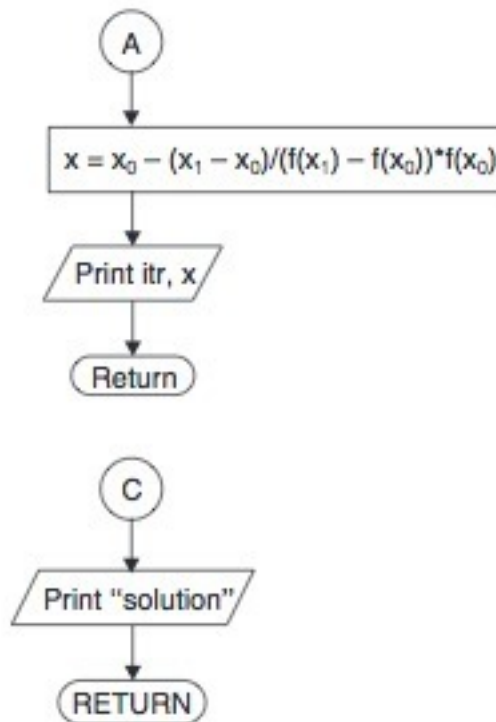 A
x = x₀ – (x₁ – x₀)/(f(x₁) – f(x₀))*f(x₀)
Print itr, x
Return
C
Print “solution”
RETURN